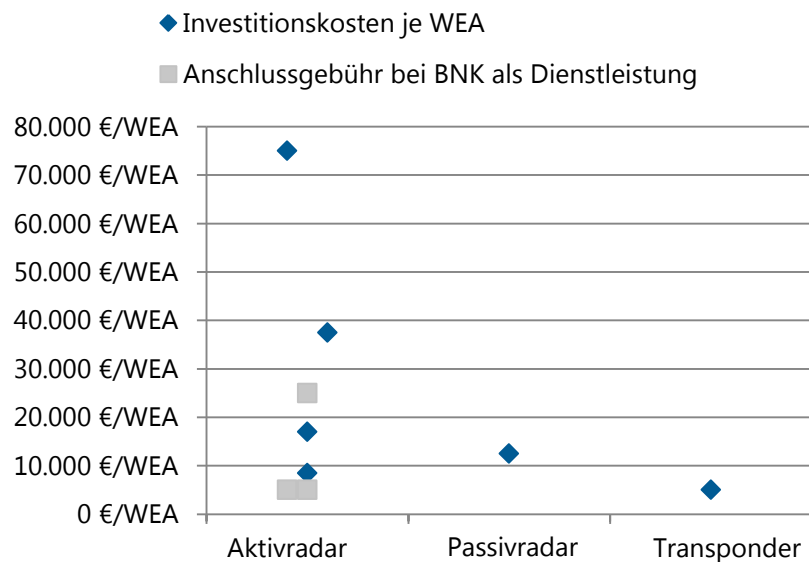 Investitionskosten je WEA
Anschlussgebühr bei BNK als Dienstleistung
80.000 €/WEA
70.000 €/WEA
60.000 €/WEA
50.000 €/WEA
40.000 €/WEA
30.000 €/WEA
20.000 €/WEA
10.000 €/WEA
0 €/WEA
Aktivradar Passivradar Transponder